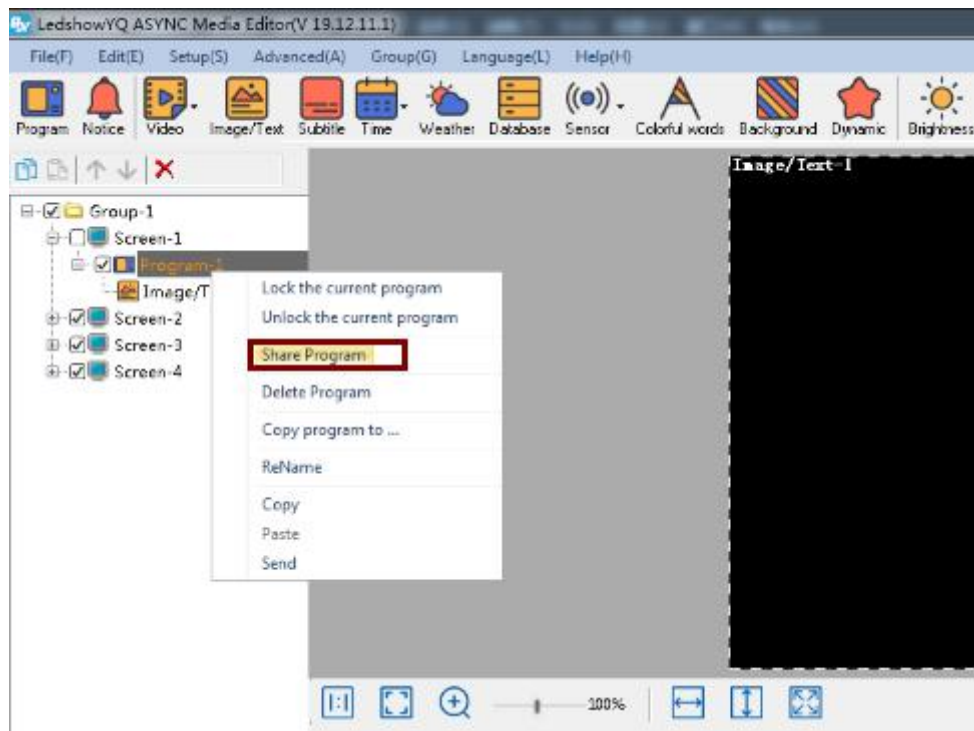 LedshowYQ ASYNC Media Editor(V 19.12.11.1)
File(F) Edit(E) Setup(S) Advanced(A) Group(G) Language(L) Help(H)
Program Notice Video Image/Text Subtitle Time Weather Database Sensor Colorful words Background Dynamic Brightness
Image/Text-1
Group-1
Screen-1
Program-1
Image/T
Screen-2
Screen-3
Screen-4
Lock the current program
Unlock the current program
Share Program
Delete Program
Copy program to ...
ReName
Copy
Paste
Send
1:1 100%